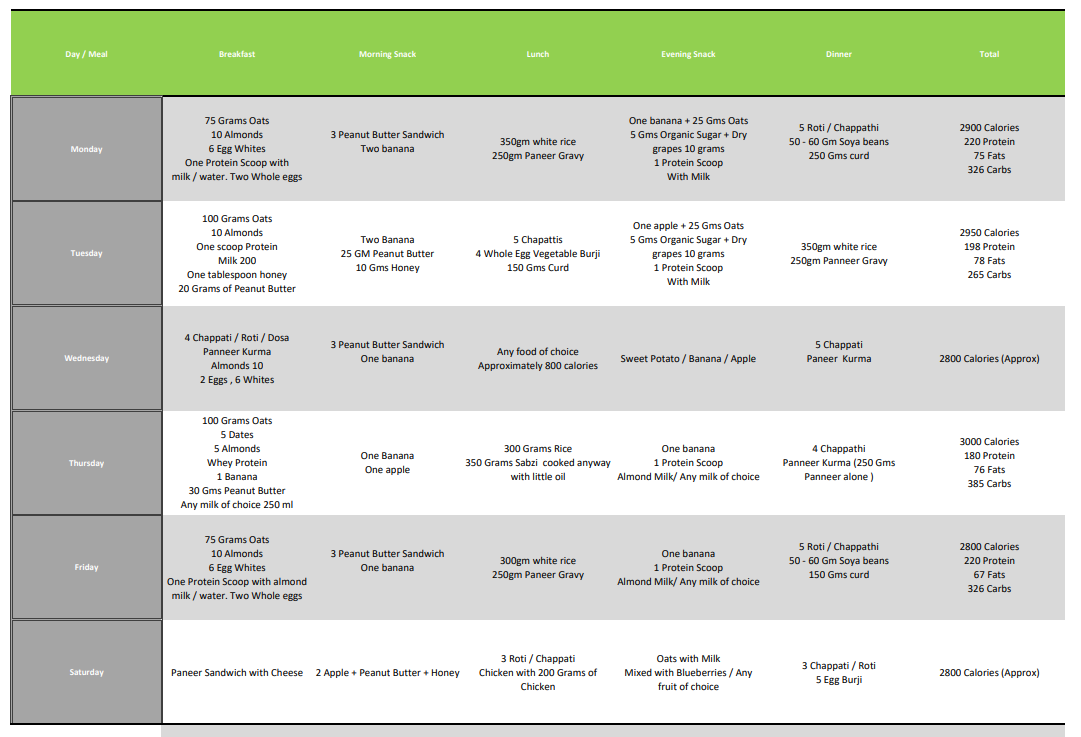 Day / Meal
Breakfast
Morning Snack
Lunch
Evening Snack
Dinner
Total
Monday
75 Grams Oats
10 Almonds
6 Egg Whites
One Protein Scoop with
milk / water. Two Whole eggs
3 Peanut Butter Sandwich
Two banana
350gm white rice
250gm Paneer Gravy
One banana + 25 Gms Oats
5 Gms Organic Sugar + Dry
grapes 10 grams
1 Protein Scoop
With Milk
5 Roti / Chappathi
50 - 60 Gm Soya beans
250 Gms curd
2900 Calories
220 Protein
75 Fats
326 Carbs
Tuesday
100 Grams Oats
10 Almonds
One scoop Protein
Milk 200
One tablespoon honey
20 Grams of Peanut Butter
Two Banana
25 GM Peanut Butter
10 Gms Honey
5 Chapattis
4 Whole Egg Vegetable Burji
150 Gms Curd
One apple + 25 Gms Oats
5 Gms Organic Sugar + Dry
grapes 10 grams
1 Protein Scoop
With Milk
350gm white rice
250gm Panneer Gravy
2950 Calories
198 Protein
78 Fats
265 Carbs
Wednesday
4 Chappati / Roti / Dosa
Panneer Kurma
Almonds 10
2 Eggs , 6 Whites
3 Peanut Butter Sandwich
One banana
Any food of choice
Approximately 800 calories
Sweet Potato / Banana / Apple
5 Chappati
Paneer Kurma
2800 Calories (Approx)
Thursday
100 Grams Oats
5 Dates
5 Almonds
Whey Protein
1 Banana
30 Gms Peanut Butter
Any milk of choice 250 ml
One Banana
One apple
300 Grams Rice
350 Grams Sabzi cooked anyway
with little oil
One banana
1 Protein Scoop
Almond Milk/ Any milk of choice
4 Chappathi
Panneer Kurma (250 Gms
Panneer alone )
3000 Calories
180 Protein
76 Fats
385 Carbs
Friday
75 Grams Oats
10 Almonds
6 Egg Whites
One Protein Scoop with almond
milk / water. Two Whole eggs
3 Peanut Butter Sandwich
One banana
300gm white rice
250gm Paneer Gravy
One banana
1 Protein Scoop
Almond Milk/ Any milk of choice
5 Roti / Chappathi
50 - 60 Gm Soya beans
150 Gms curd
2800 Calories
220 Protein
67 Fats
326 Carbs
Saturday
Paneer Sandwich with Cheese
2 Apple + Peanut Butter + Honey
3 Roti / Chappati
Chicken with 200 Grams of
Chicken
Oats with Milk
Mixed with Blueberries / Any
fruit of choice
3 Chappati / Roti
5 Egg Burji
2800 Calories (Approx)